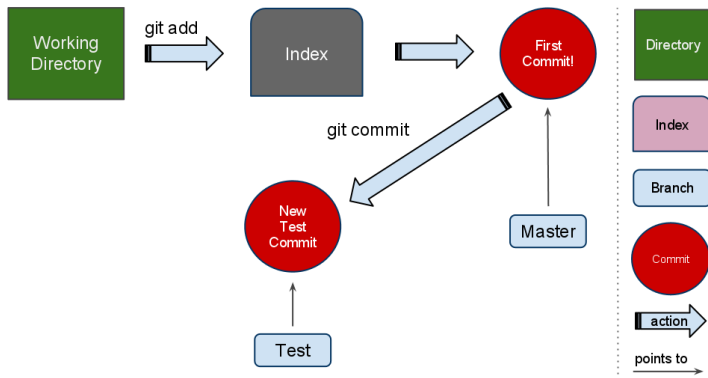 git add
Working
Directory
Index
First
Commit!
git commit
New
Test
Commit
Master
Test
Directory
Index
Branch
Commit
action
points to